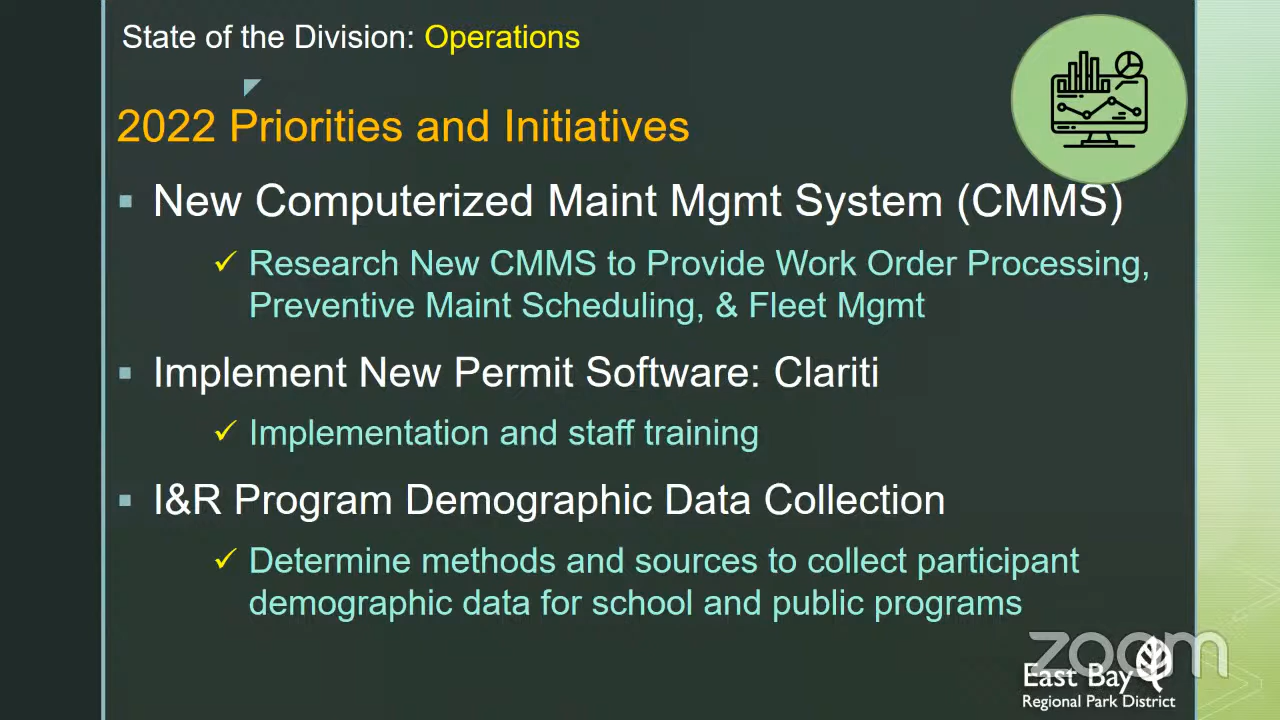 State of the Division: Operations
2022 Priorities and Initiatives
New Computerized Maint Mgmt System (CMMS)
Research New CMMS to Provide Work Order Processing,
Preventive Maint Scheduling, & Fleet Mgmt
Implement New Permit Software: Clariti
Implementation and staff training
I&R Program Demographic Data Collection
Determine methods and sources to collect participant
demographic data for school and public programs
zoom
East Bay
Regional Park District